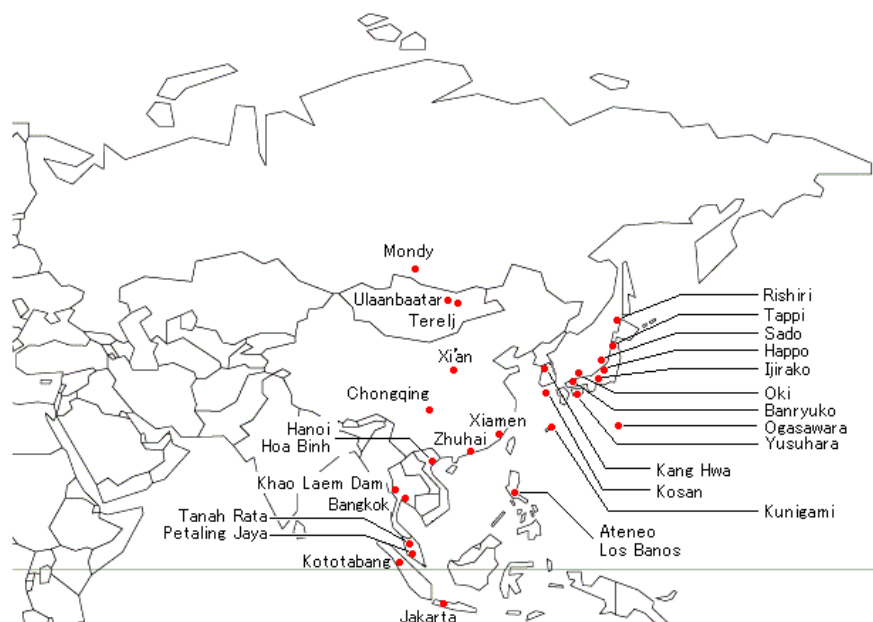 Mondy
Ulaanbaatar
Terelj
Xi'an
Chongqing
Xiamen
Hanoi
Hoa Binh
Zhuhai
Khao Laem Dam
Bangkok
Tanah Rata
Petaling Jaya
Kototabang
Jakarta
Rishiri
Tappi
Sado
Happo
Ijirako
Oki
Banryuko
Ogasawara
Yusuhara
Kang Hwa
Kosan
Kunigami
Ateneo
Los Banos